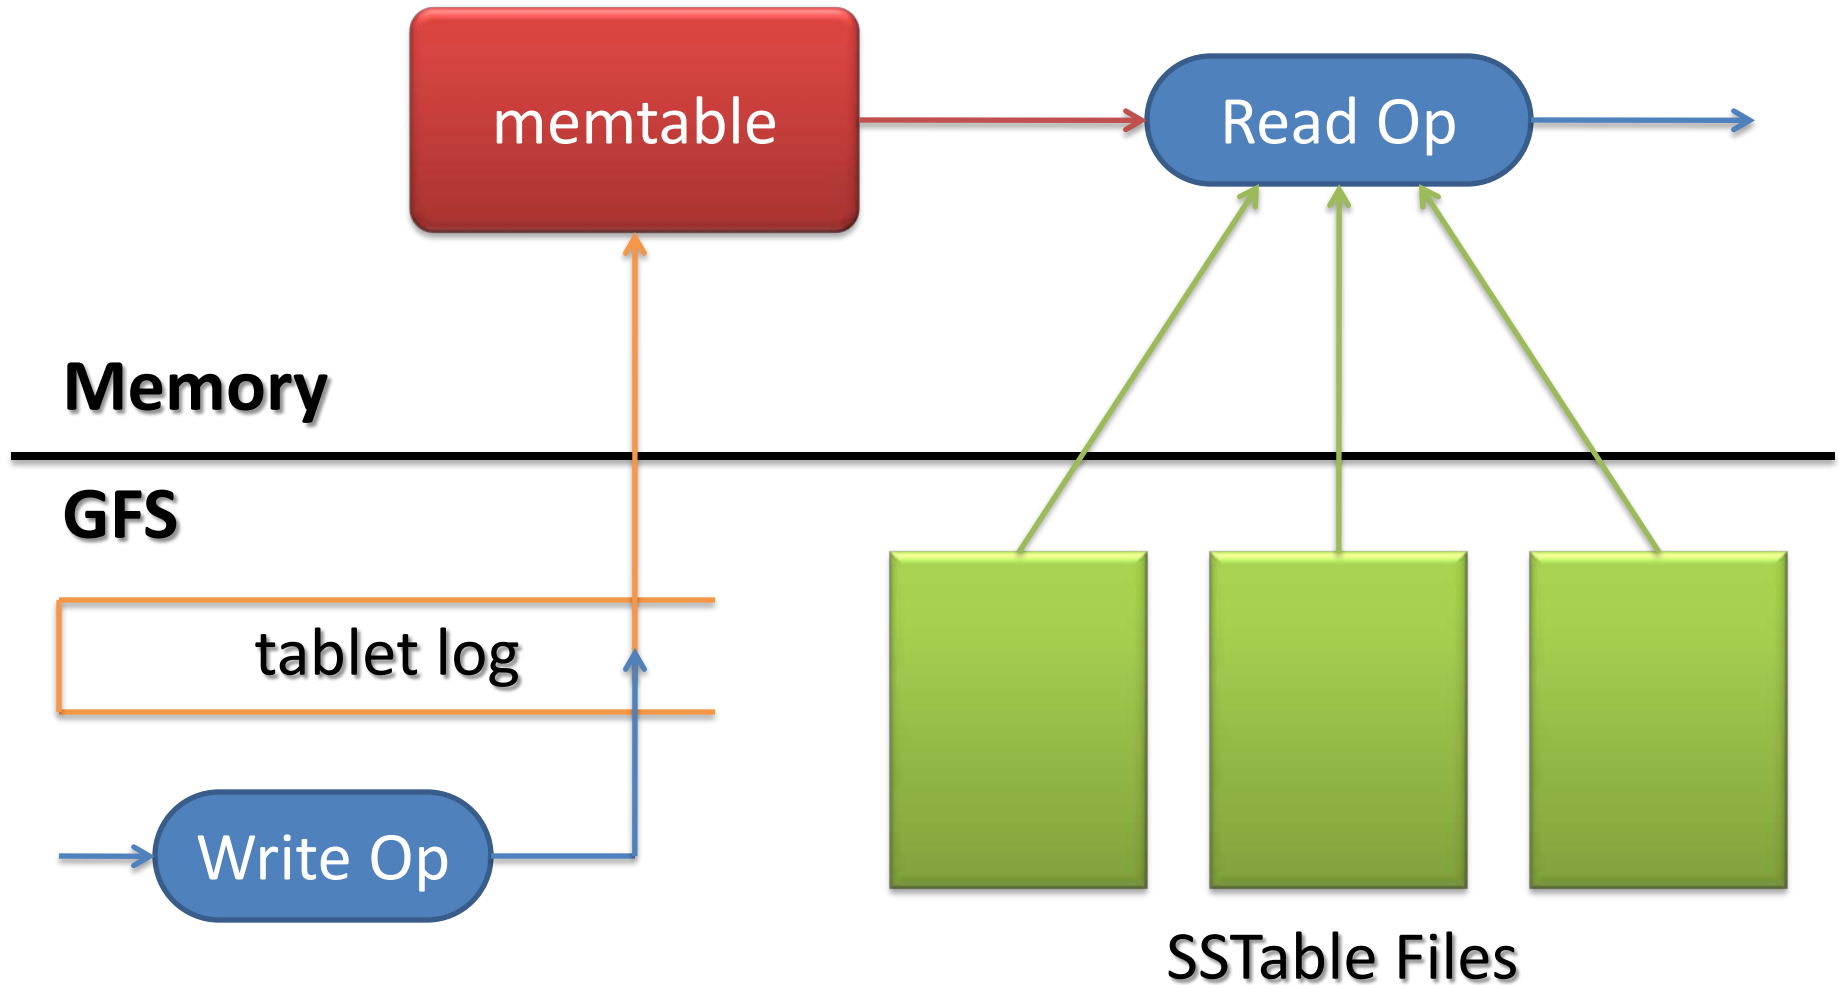 memtable
Read Op
Memory
GFS
tablet log
Write Op
SSTable Files